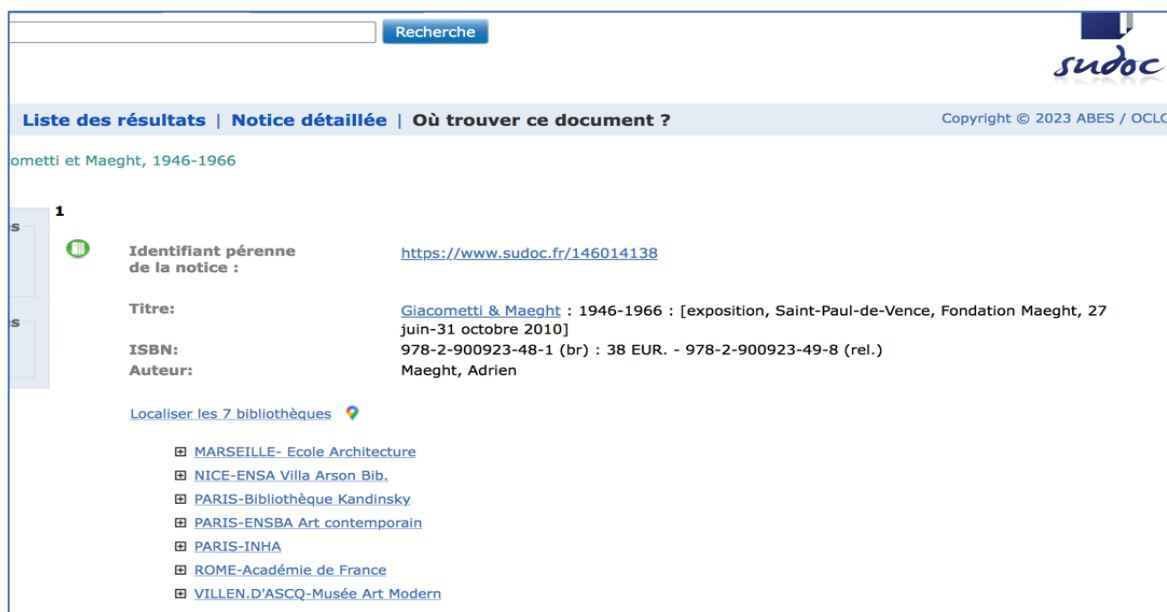 Recherche
sudoc
Liste des résultats | Notice détaillée | Où trouver ce document ?
Copyright © 2023 ABES / OCLC
ometti et Maeght, 1946-1966
1
s
Identifiant pérenne
de la notice :
https://www.sudoc.fr/146014138
Titre:
Giacometti & Maeght : 1946-1966 : [exposition, Saint-Paul-de-Vence, Fondation Maeght, 27
juin-31 octobre 2010]
s
ISBN:
978-2-900923-48-1 (br) : 38 EUR. - 978-2-900923-49-8 (rel.)
Auteur:
Maeght, Adrien
Localiser les 7 bibliothèques
MARSEILLE- Ecole Architecture
NICE-ENSA Villa Arson Bib.
PARIS-Bibliothèque Kandinsky
PARIS-ENSBA Art contemporain
PARIS-INHA
ROME-Académie de France
VILLEN.D'ASCQ-Musée Art Modern